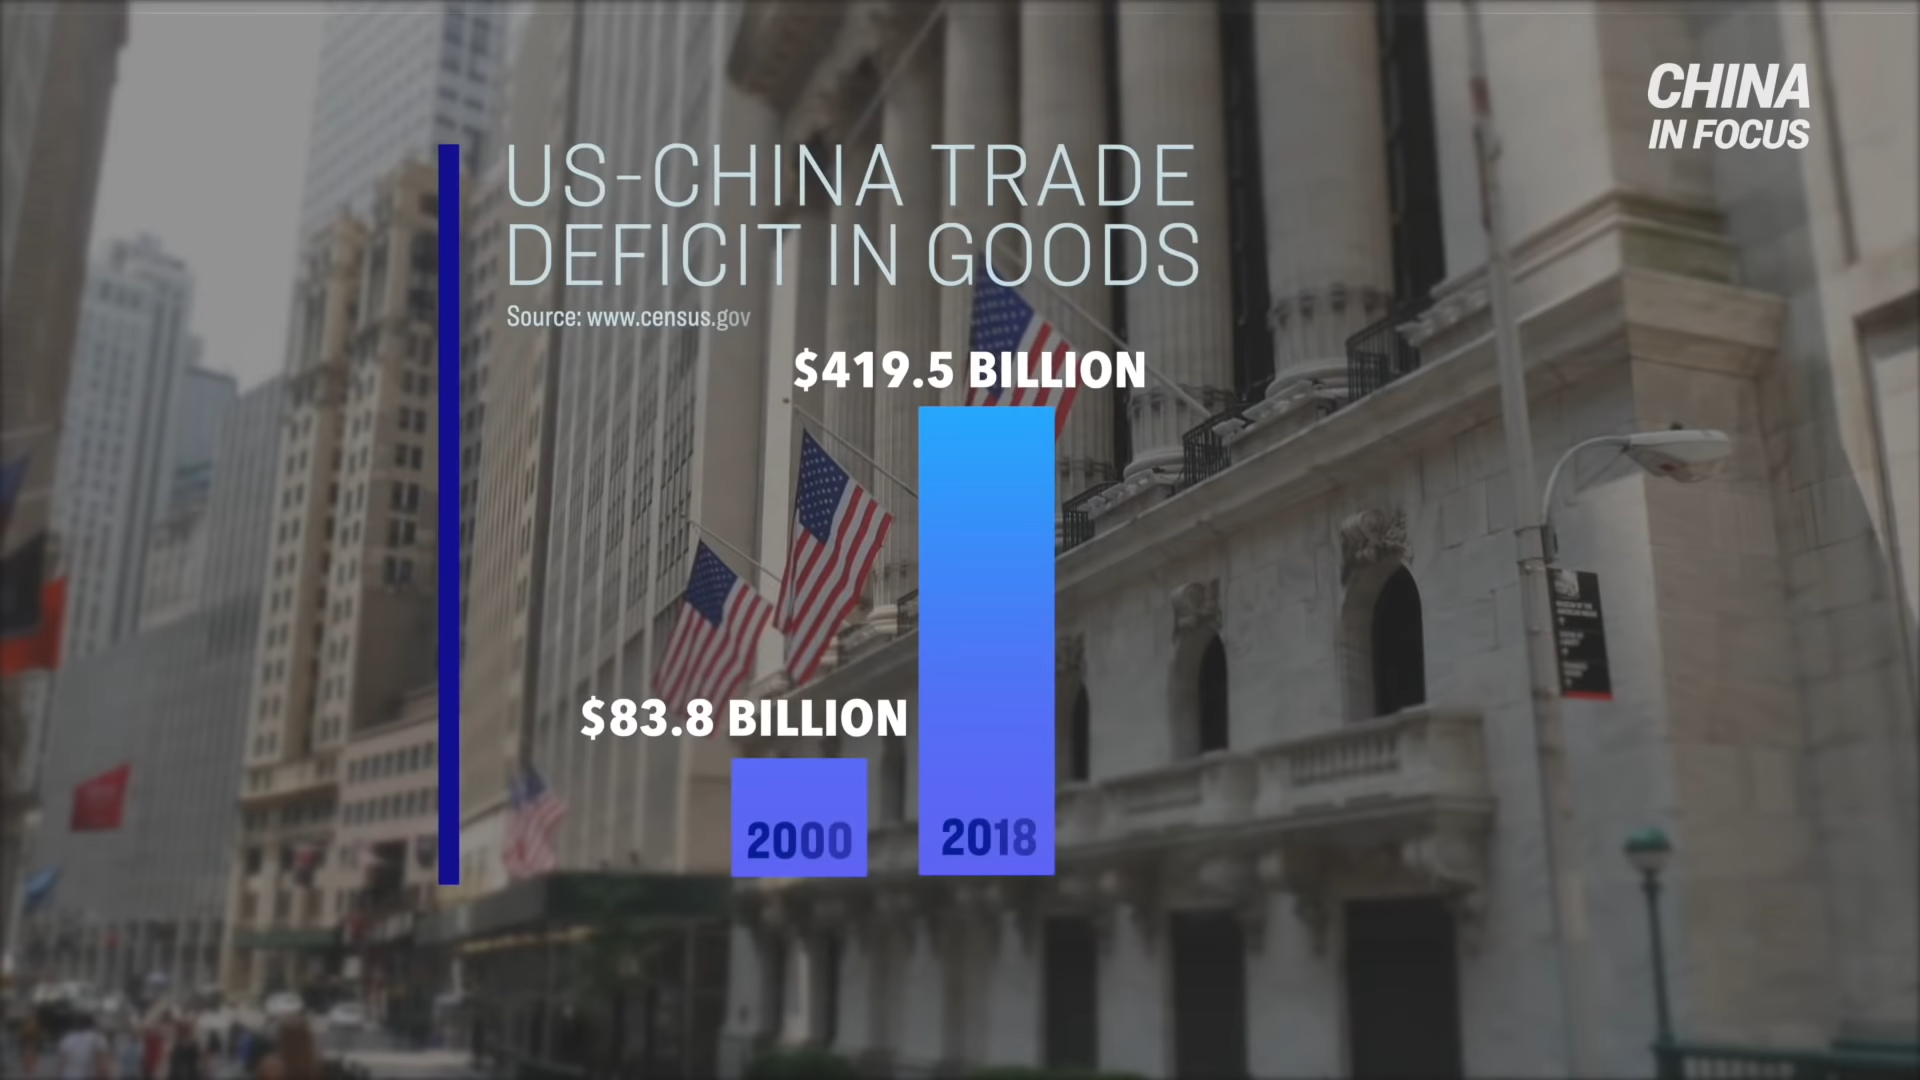 CHINA
IN FOCUS
US-CHINA TRADE
DEFICIT IN GOODS
Source: www.census.gov
$419.5 BILLION
$83.8 BILLION
2000
2018